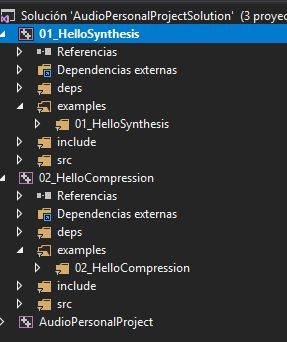 Solución 'AudioPersonalProjectSolution' (3 proye
01_HelloSynthesis
Referencias
Dependencias externas
deps
examples
01_HelloSynthesis
include
src
02_HelloCompression
Referencias
Dependencias externas
deps
examples
02_HelloCompression
include
src
AudioPersonalProject